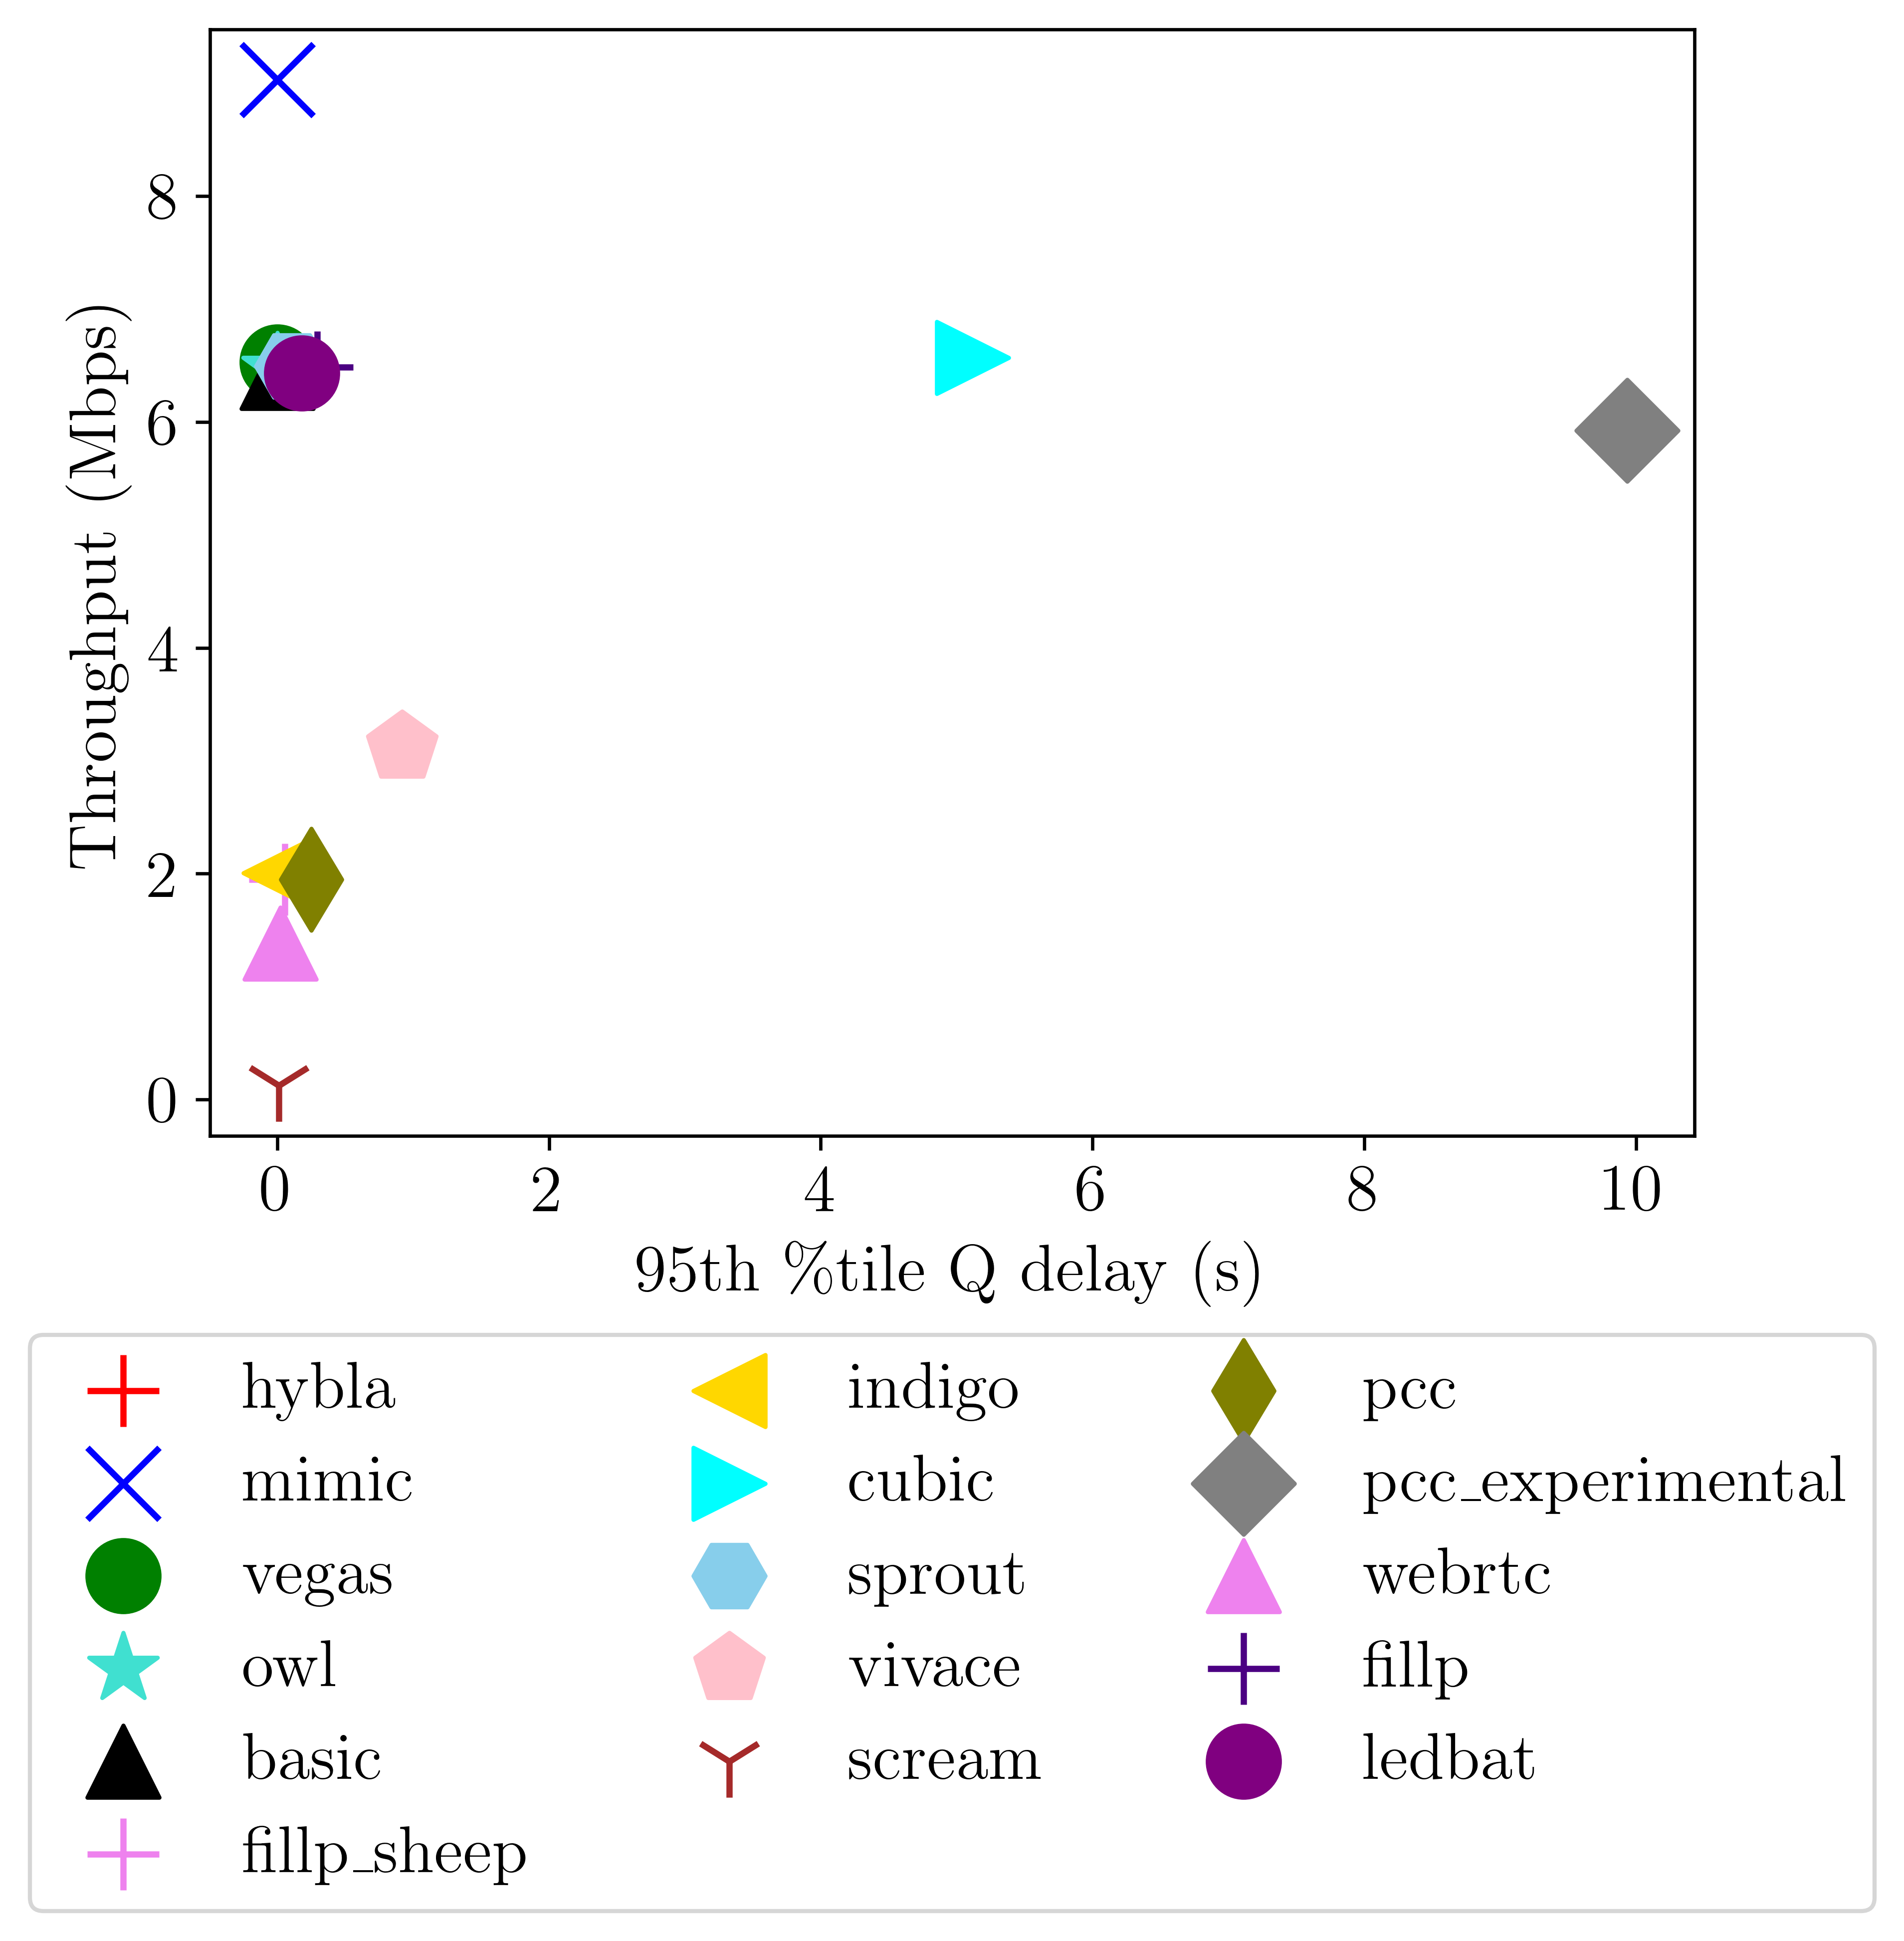 8
6
4
2
0
Throughput (Mbps)
0 2 4 6 8 10
95th %tile Q delay (s)
hybla
mimic
vegas
owl
basic
fillp_sheep
indigo
cubic
sprout
vivace
scream
pcc
pcc_experimental
webrtc
fillp
ledbat